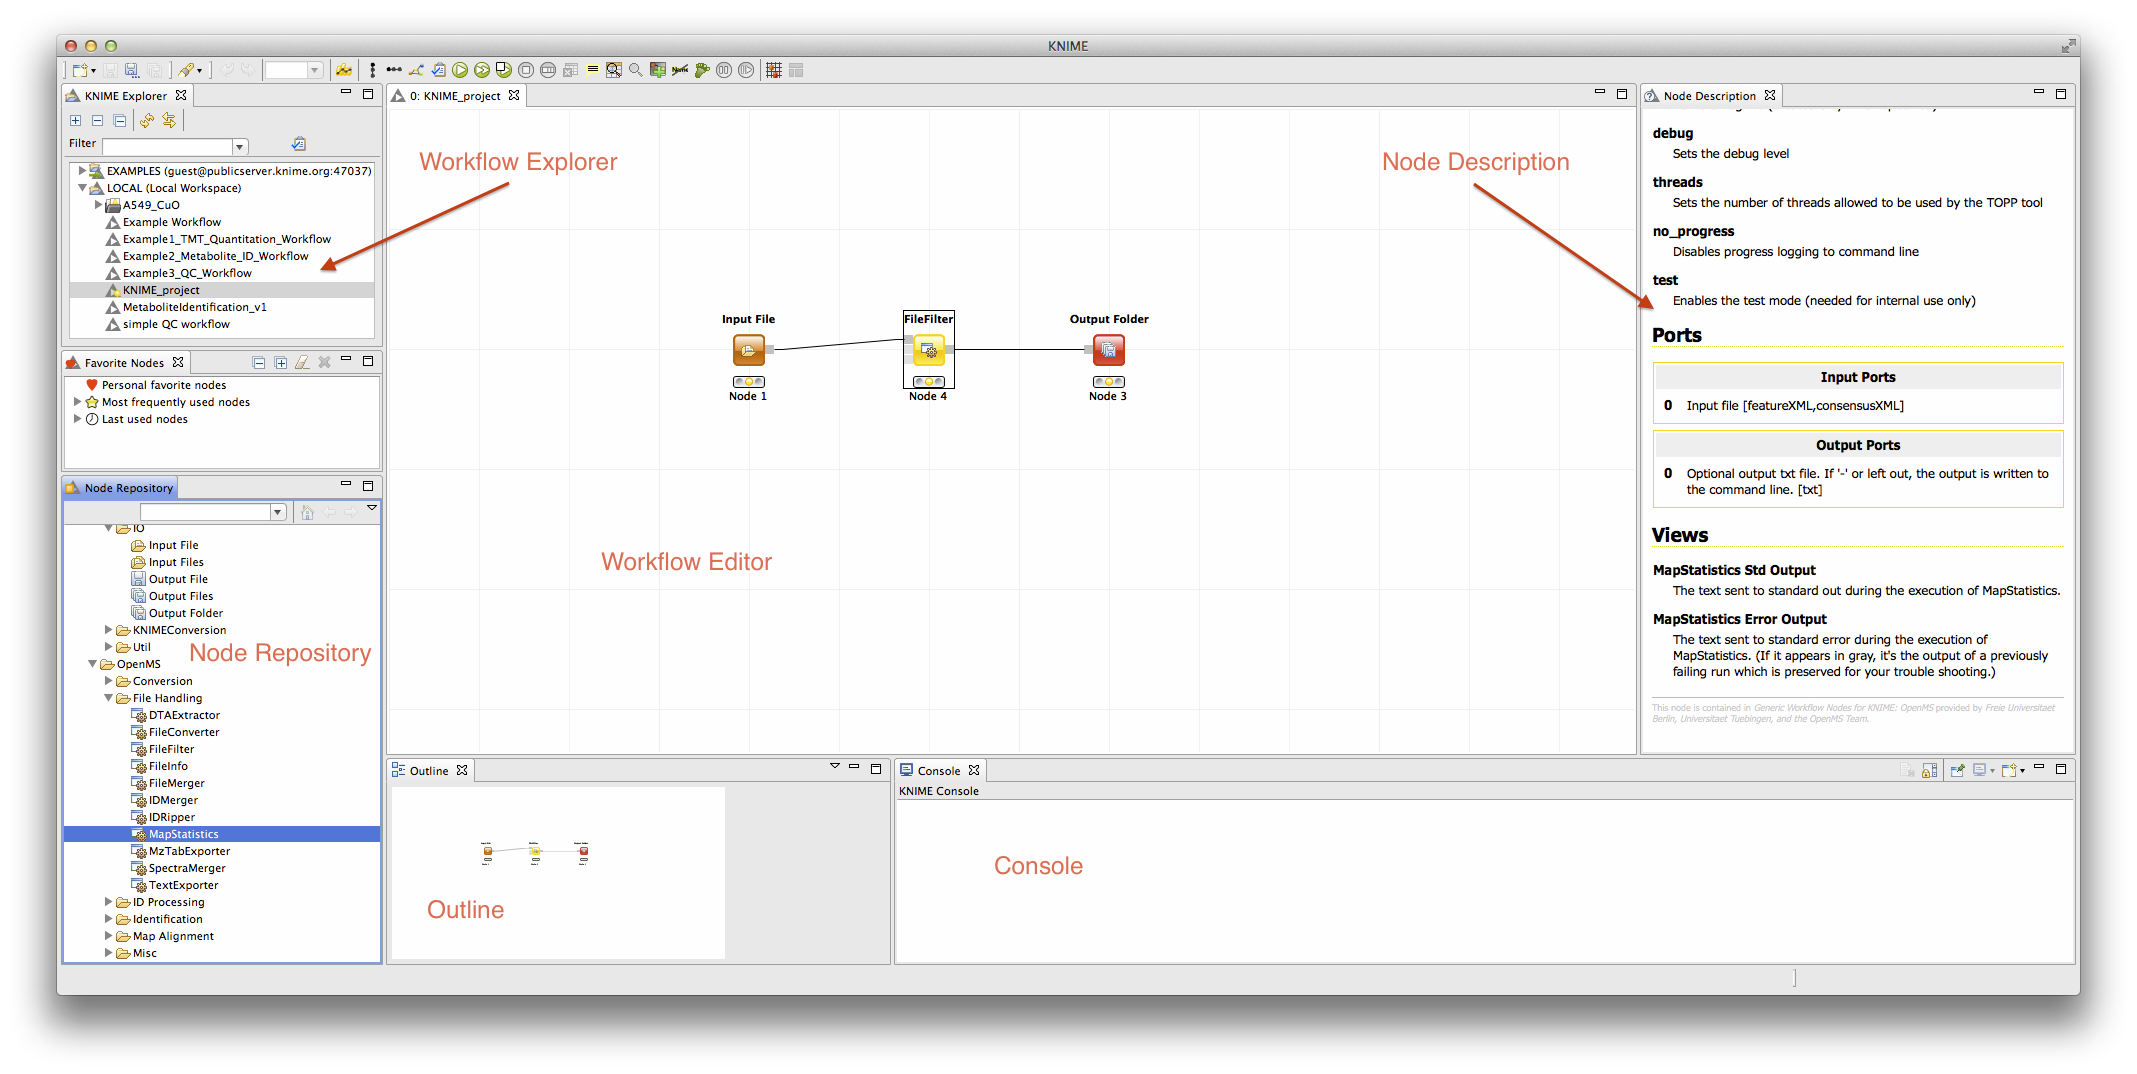 KNIME
KNIME Explorer
Filter
EXAMPLES (guest@publicserver.knime.org:47037)
LOCAL (Local Workspace)
A549_CuO
Example Workflow
Example1_TMT_Quantitation_Workflow
Example2_Metabolite_ID_Workflow
Example3_QC_Workflow
KNIME_project
MetaboliteIdentification_v1
simple QC workflow
Favorite Nodes
Personal favorite nodes
Most frequently used nodes
Last used nodes
Node Repository
IO
Input File
Input Files
Output File
Output Files
Output Folder
KNIMEConversion
Util
Node Repository
OpenMS
Conversion
File Handling
DTAExtractor
FileConverter
FileFilter
FileInfo
FileMerger
IDMerger
IDRipper
MapStatistics
MzTabExporter
SpectraMerger
TextExporter
ID Processing
Identification
Map Alignment
Misc
0: KNIME_project
Workflow Explorer
Node Description
Input File
FileFilter
Output Folder
Node 1
Node 4
Node 3
Workflow Editor
Outline
Outline
Console
KNIME Console
Console
Node Description
debug
Sets the debug level
threads
Sets the number of threads allowed to be used by the TOPP tool
no_progress
Disables progress logging to command line
test
Enables the test mode (needed for internal use only)
Ports
Input Ports
0 Input file [featureXML,consensusXML]
Output Ports
0 Optional output txt file. If '-' or left out, the output is written to
the command line. [txt]
Views
MapStatistics Std Output
The text sent to standard out during the execution of MapStatistics.
MapStatistics Error Output
The text sent to standard error during the execution of
MapStatistics. (If it appears in gray, it's the output of a previously
failing run which is preserved for your trouble shooting.)
This node is contained in Generic Workflow Nodes for KNIME: OpenMS provided by Freie Universitaet
Berlin, Universitaet Tuebingen, and the OpenMS Team.